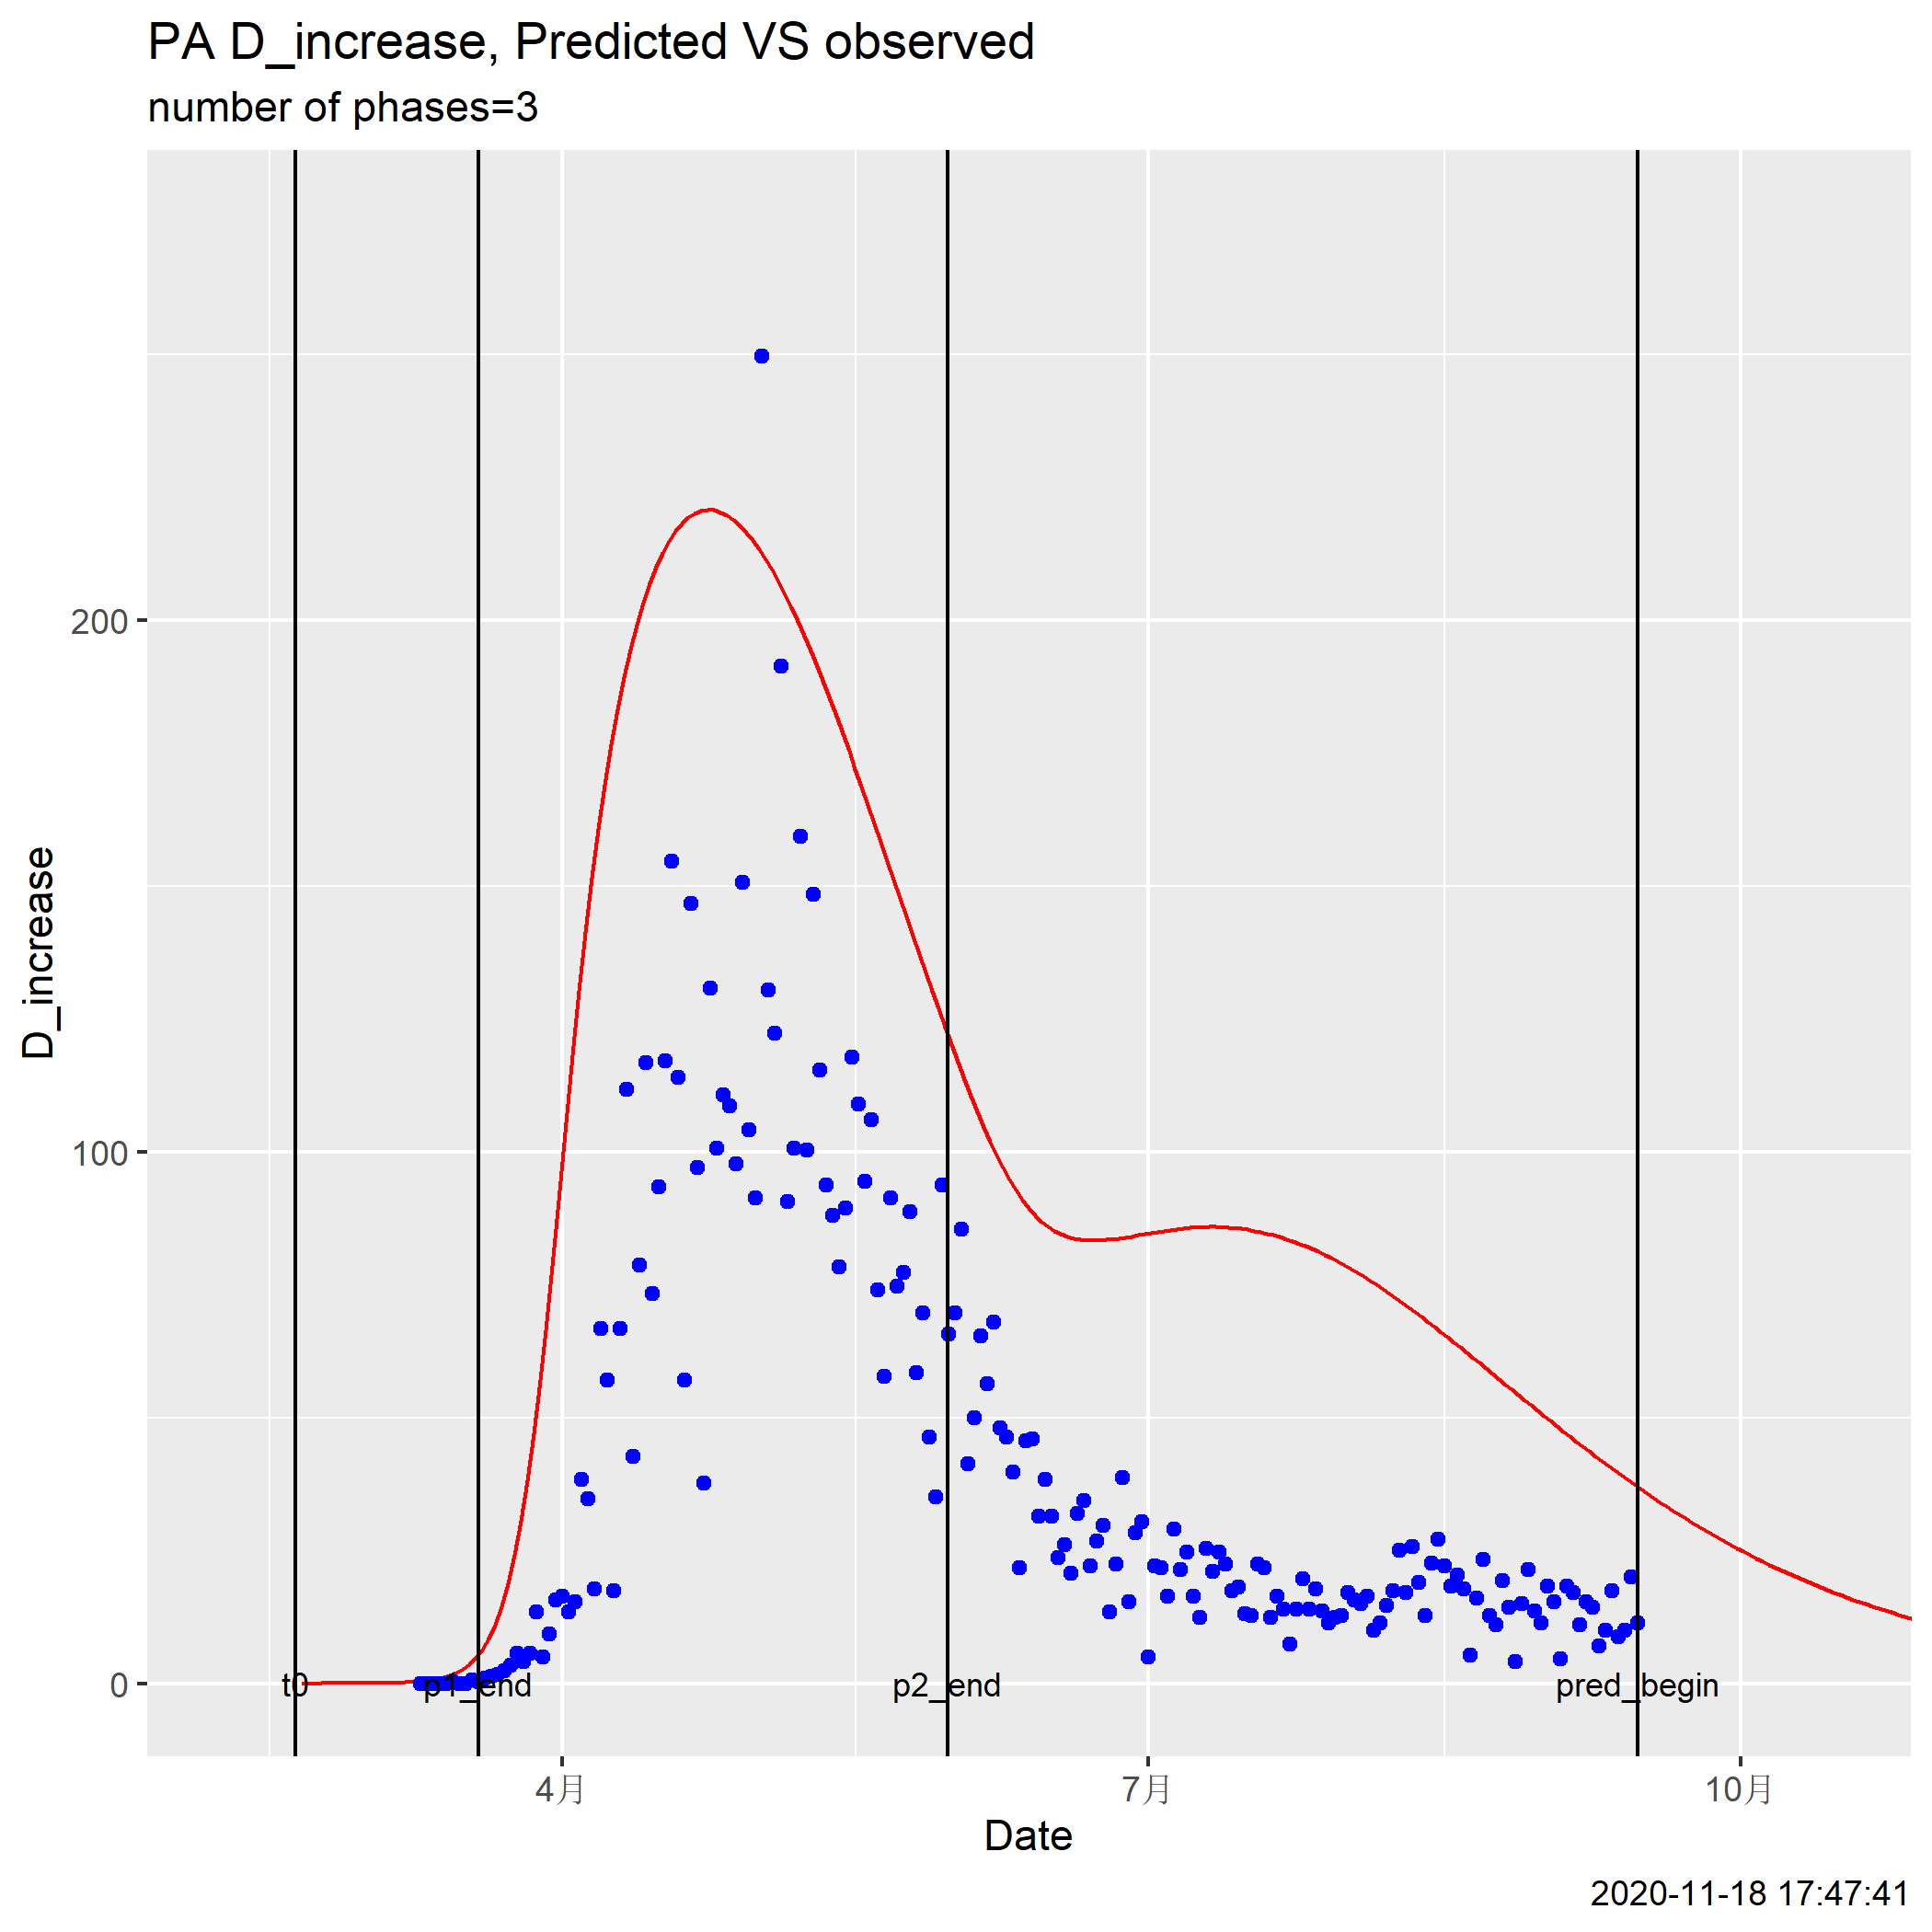 PA D_increase, Predicted VS observed
number of phases=3
D_increase
200
100
0
t0
p1_end
p2_end
pred_begin
4月
7月
10月
Date
2020-11-18 17:47:41